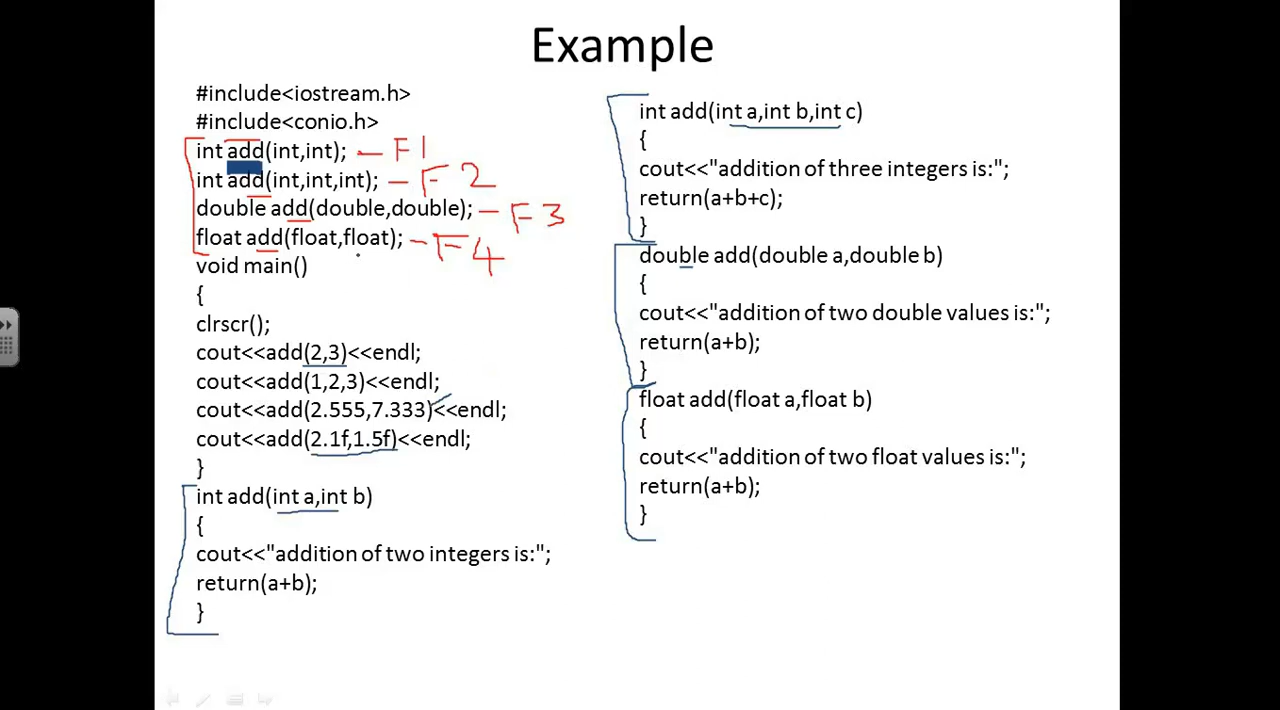 Example
#include<iostream.h>
#include<conio.h>
int add(int,int); – F1
int add(int,int,int); – F2
double add(double,double); – F3
float add(float,float); – F4
void main()
{
clrscr();
cout<<add(2,3)<<endl;
cout<<add(1,2,3)<<endl;
cout<<add(2.555,7.333)<<endl;
cout<<add(2.1f,1.5f)<<endl;
}
int add(int a,int b)
{
cout<<"addition of two integers is:";
return(a+b);
}
int add(int a,int b,int c)
{
cout<<"addition of three integers is:";
return(a+b+c);
}
double add(double a,double b)
{
cout<<"addition of two double values is:";
return(a+b);
}
float add(float a,float b)
{
cout<<"addition of two float values is:";
return(a+b);
}